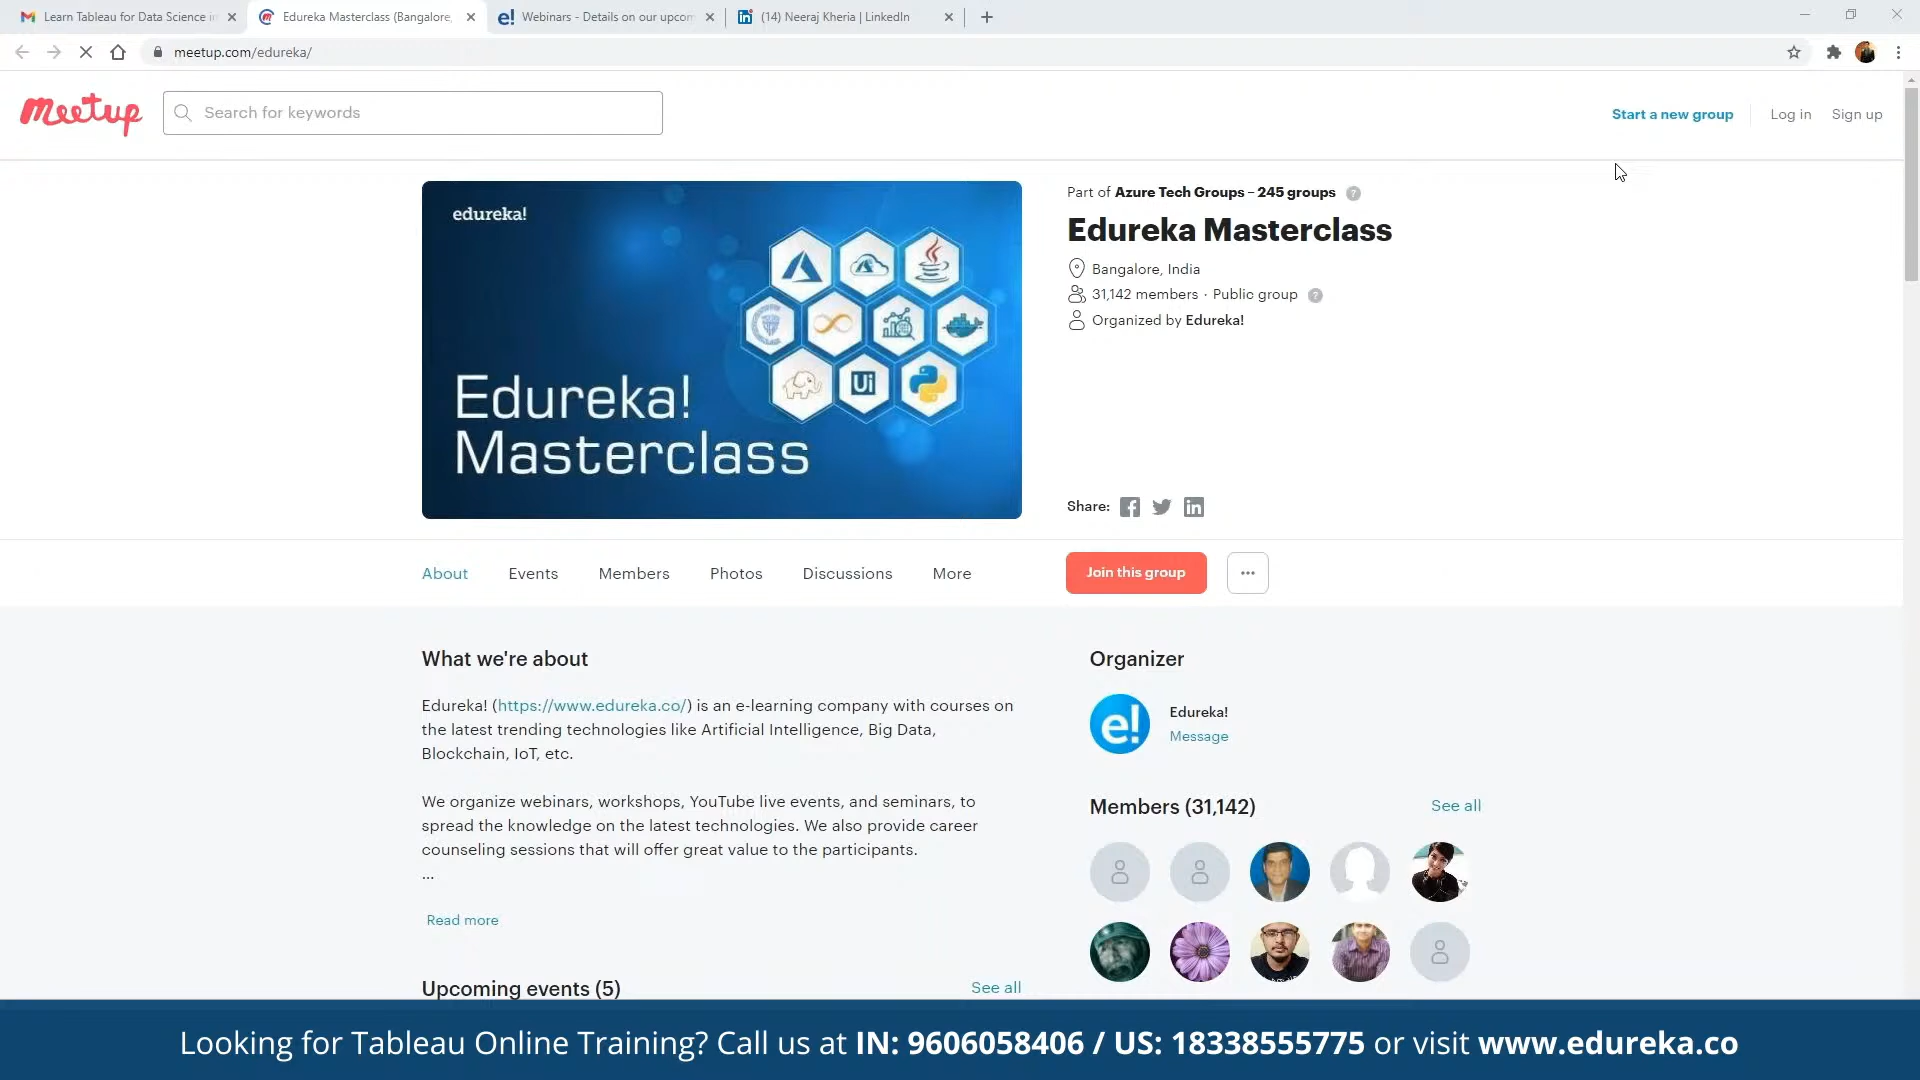 Learn Tableau for Data Science in
Edureka Masterclass (Bangalore,
Webinars - Details on our upcom
(14) Neeraj Kheria | LinkedIn
meetup.com/edureka/
meetup
Search for keywords
Start a new group
Log in
Sign up
edureka!
Edureka!
Masterclass
Ui
Part of Azure Tech Groups – 245 groups ?
Edureka Masterclass
Bangalore, India
31,142 members · Public group ?
Organized by Edureka!
Share:
About
Events
Members
Photos
Discussions
More
Join this group
...
What we're about
Edureka! (https://www.edureka.co/) is an e-learning company with courses on
the latest trending technologies like Artificial Intelligence, Big Data,
Blockchain, IoT, etc.
We organize webinars, workshops, YouTube live events, and seminars, to
spread the knowledge on the latest technologies. We also provide career
counseling sessions that will offer great value to the participants.
...
Read more
Upcoming events (5)
See all
Organizer
e!
Edureka!
Message
Members (31,142)
See all
Looking for Tableau Online Training? Call us at IN: 9606058406 / US: 18338555775 or visit www.edureka.co